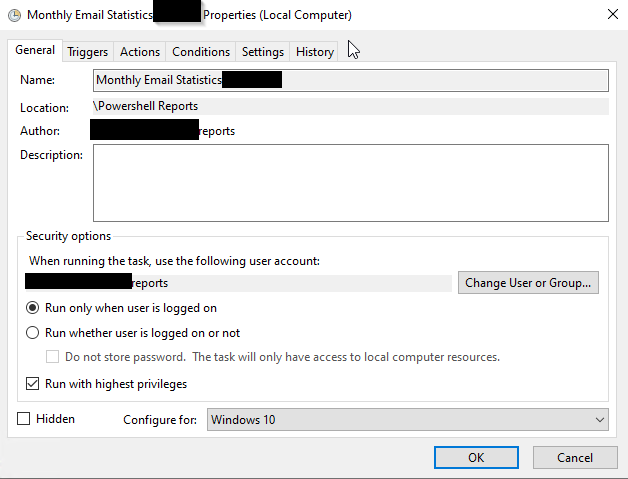 Monthly Email Statistics Properties (Local Computer)
General Triggers Actions Conditions Settings History
Name: Monthly Email Statistics
Location: \Powershell Reports
Author: reports
Description:
Security options
When running the task, use the following user account:
reports Change User or Group...
Run only when user is logged on
Run whether user is logged on or not
Do not store password. The task will only have access to local computer resources.
Run with highest privileges
Hidden Configure for: Windows 10
OK Cancel